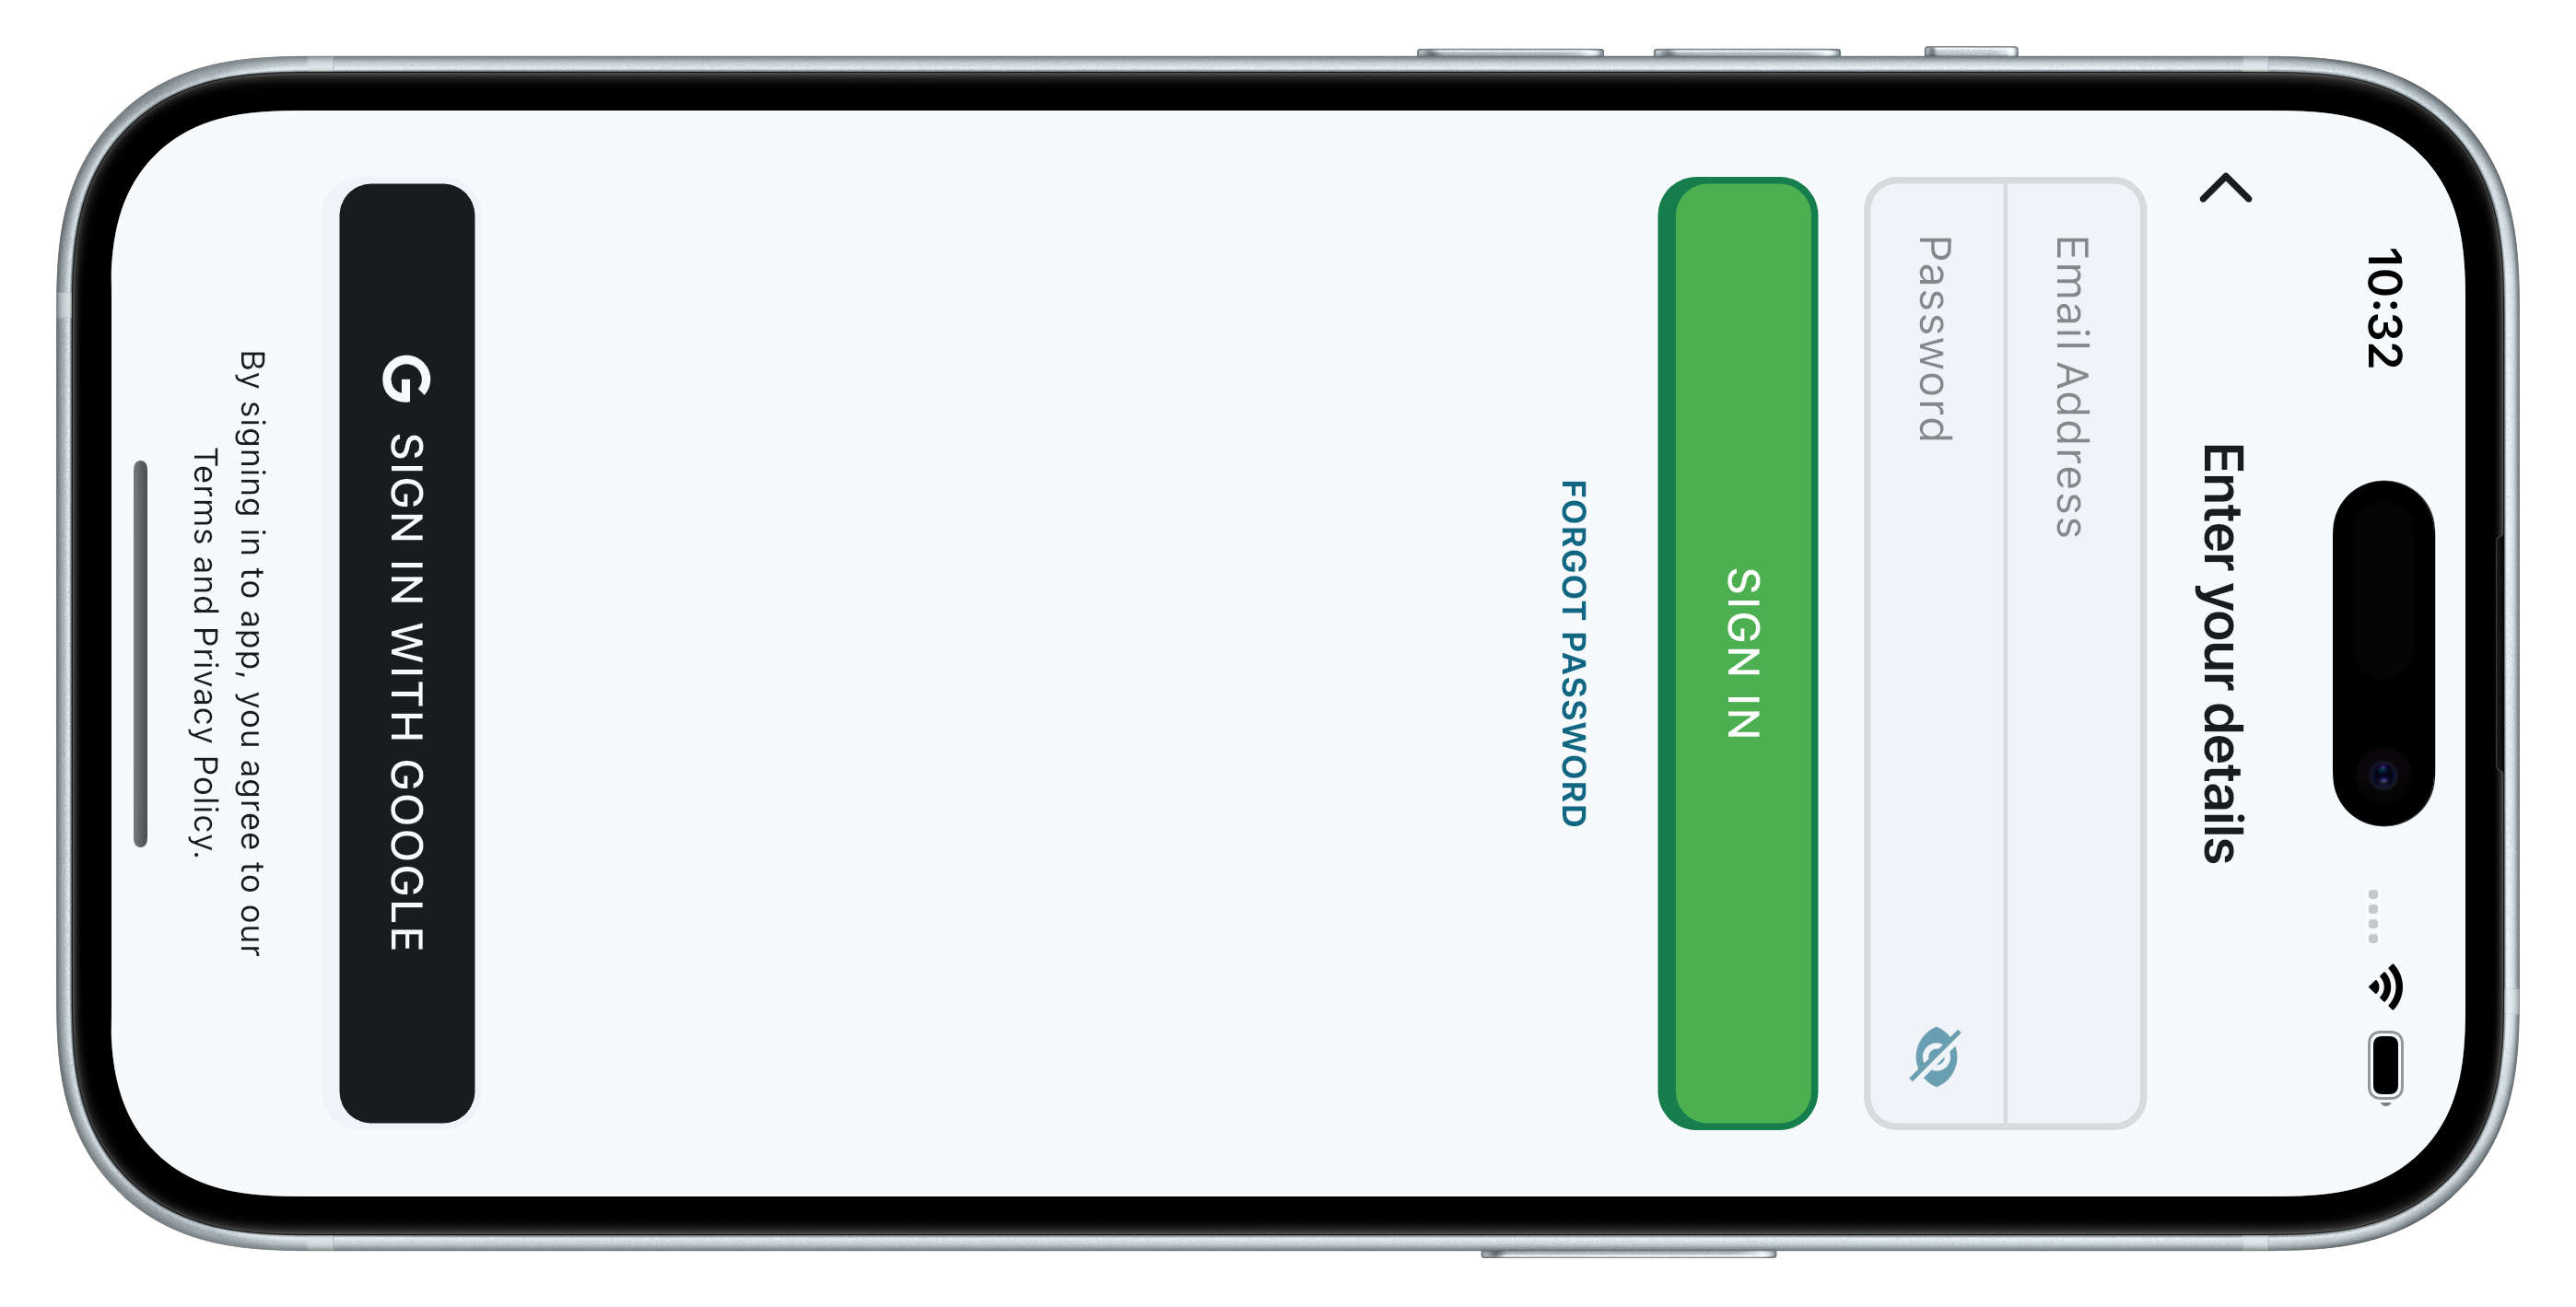 10:32
Enter your details
Email Address
Password
SIGN IN
FORGOT PASSWORD
G SIGN IN WITH GOOGLE
By signing in to app, you agree to our
Terms and Privacy Policy.